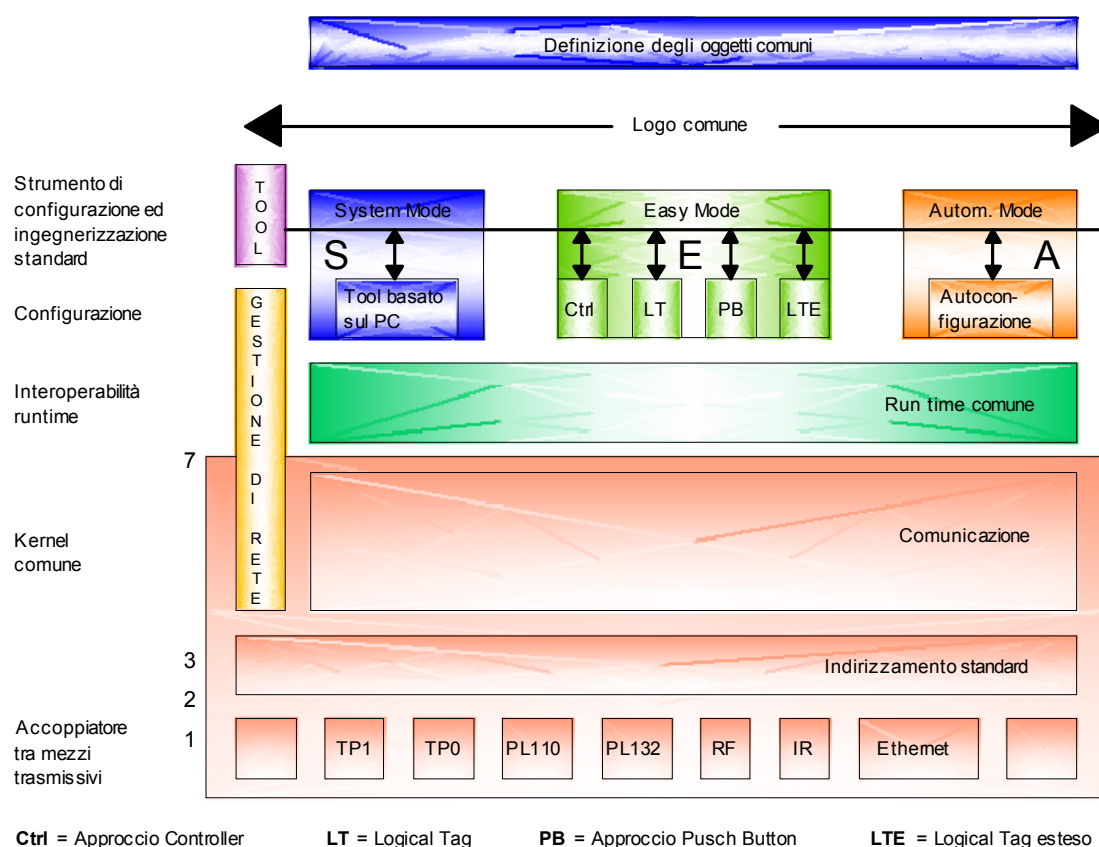 Definizione degli oggetti comuni
Logo comune
Strumento di
configurazione ed
ingegnerizzazione
standard
TOOL
System Mode
Easy Mode
Autom. Mode
S
E
A
Configurazione
Tool basato
sul PC
Ctrl
LT
PB
LTE
Autocon-
figurazione
GESTIONE DI RETE
Interoperabilità
runtime
Run time comune
7
Kernel
comune
Comunicazione
3
Indirizzamento standard
2
1
Accoppiatore
tra mezzi
trasmissivi
TP1
TP0
PL110
PL132
RF
IR
Ethernet
Ctrl = Approccio Controller
LT = Logical Tag
PB = Approccio Pusch Button
LTE = Logical Tag esteso